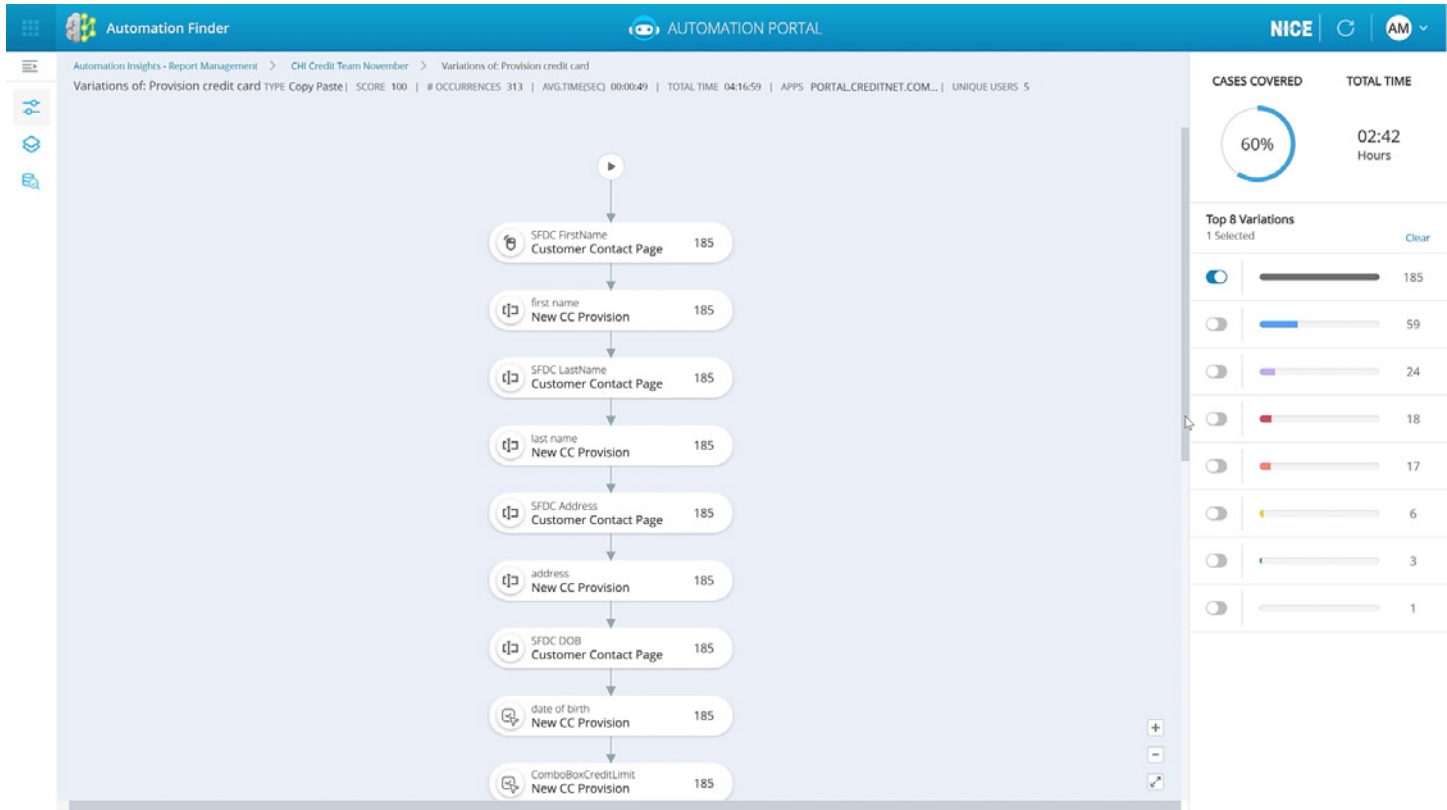 Automation Finder
AUTOMATION PORTAL
NICE
AM
Automation Insights - Report Management > CHI Credit Team November > Variations of: Provision credit card
Variations of: Provision credit card TYPE Copy Paste | SCORE 100 | # OCCURRENCES 313 | AVG.TIME(SEC) 00:00:49 | TOTAL TIME 04:16:59 | APPS PORTAL.CREDITNET.COM... | UNIQUE USERS 5
SFDC FirstName
Customer Contact Page 185
first name
New CC Provision 185
SFDC LastName
Customer Contact Page 185
last name
New CC Provision 185
SFDC Address
Customer Contact Page 185
address
New CC Provision 185
SFDC DOB
Customer Contact Page 185
date of birth
New CC Provision 185
ComboBoxCreditLimit
New CC Provision 185
CASES COVERED TOTAL TIME
60% 02:42
Hours
Top 8 Variations
1 Selected Clear
185
59
24
18
17
6
3
1